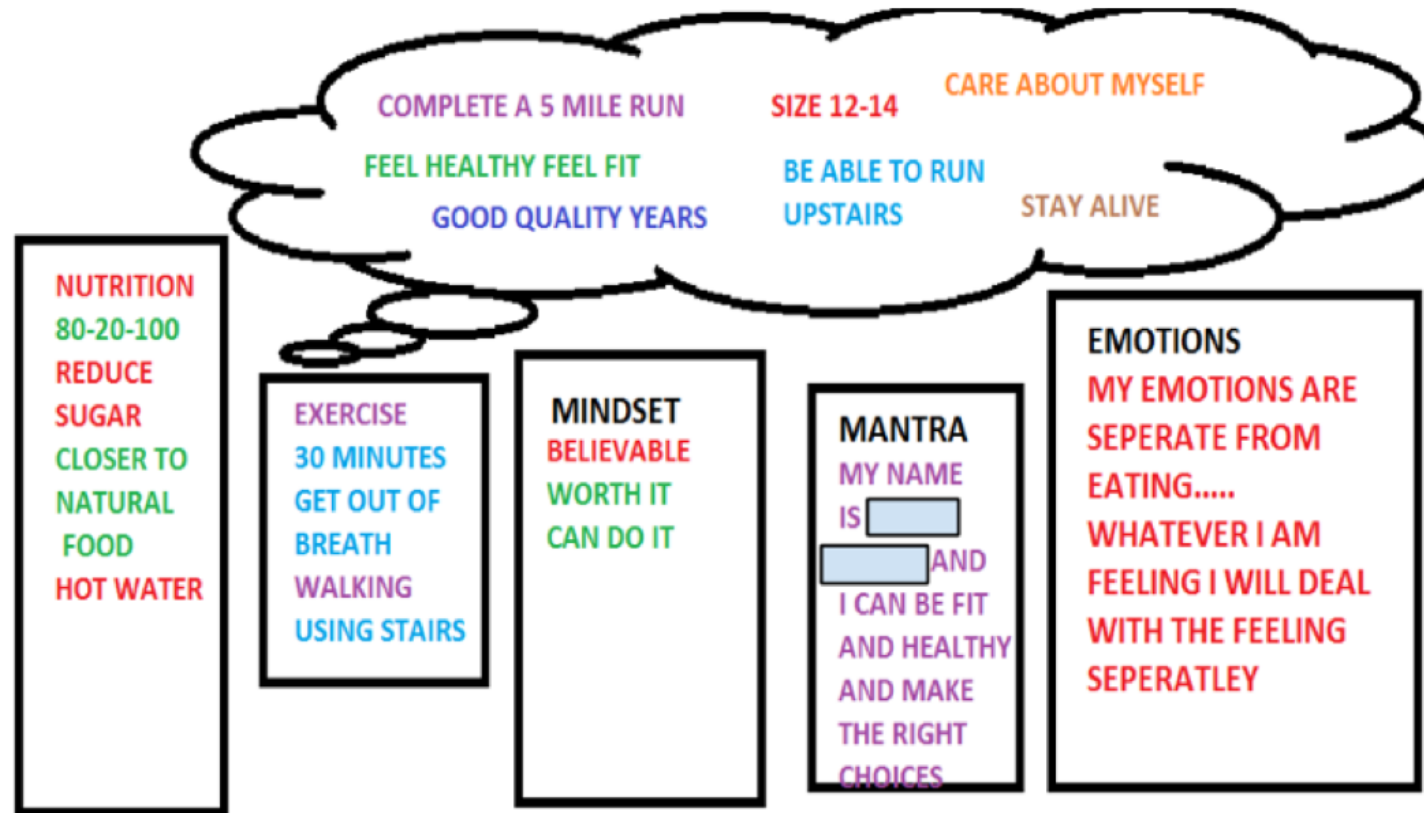 COMPLETE A 5 MILE RUN
SIZE 12-14
CARE ABOUT MYSELF
FEEL HEALTHY FEEL FIT
BE ABLE TO RUN
UPSTAIRS
GOOD QUALITY YEARS
STAY ALIVE
NUTRITION
80-20-100
REDUCE
SUGAR
CLOSER TO
NATURAL
FOOD
HOT WATER
EXERCISE
30 MINUTES
GET OUT OF
BREATH
WALKING
USING STAIRS
MINDSET
BELIEVABLE
WORTH IT
CAN DO IT
MANTRA
MY NAME
IS
AND
I CAN BE FIT
AND HEALTHY
AND MAKE
THE RIGHT
CHOICES
EMOTIONS
MY EMOTIONS ARE
SEPERATE FROM
EATING.....
WHATEVER I AM
FEELING I WILL DEAL
WITH THE FEELING
SEPERATLEY